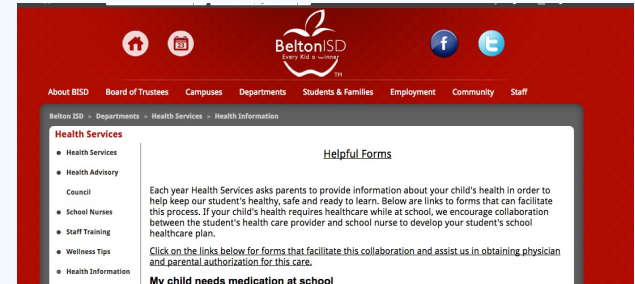 23
BeltonISD
Every Kid a Winner
TM
f
t
About BISD Board of Trustees Campuses Departments Students & Families Employment Community Staff
Belton ISD > Departments > Health Services > Health Information
Health Services
Health Services
Health Advisory
Council
School Nurses
Staff Training
Wellness Tips
Health Information
Helpful Forms
Each year Health Services asks parents to provide information about your child's health in order to
help keep our student's healthy, safe and ready to learn. Below are links to forms that can facilitate
this process. If your child's health requires healthcare while at school, we encourage collaboration
between the student's health care provider and school nurse to develop your student's school
healthcare plan.
Click on the links below for forms that facilitate this collaboration and assist us in obtaining physician
and parental authorization for this care.
My child needs medication at school